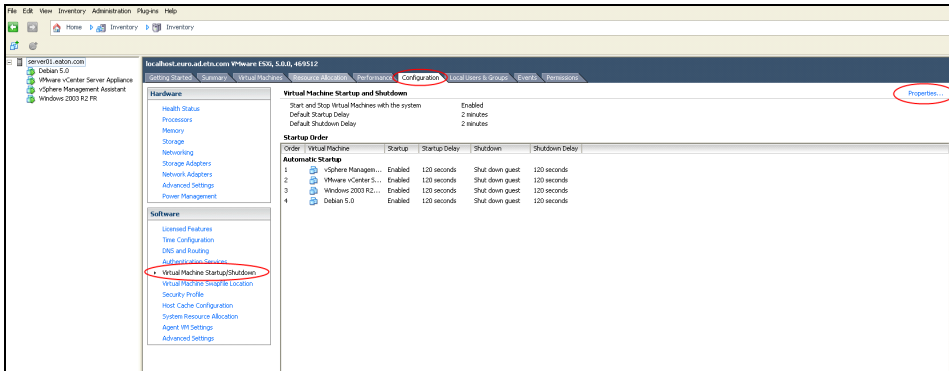 File Edit View Inventory Administration Plug-ins Help
Home Inventory Inventory
server01.eaton.com
Debian 5.0
VMware vCenter Server Appliance
vSphere Management Assistant
Windows 2003 R2 FR
localhost.euro.ad.etn.com VMware ESXi, 5.0.0, 469512
Getting Started Summary Virtual Machines Resource Allocation Performance Configuration Local Users & Groups Events Permissions
Hardware
Health Status
Processors
Memory
Storage
Networking
Storage Adapters
Network Adapters
Advanced Settings
Power Management
Software
Licensed Features
Time Configuration
DNS and Routing
Authentication Services
Virtual Machine Startup/Shutdown
Virtual Machine Swapfile Location
Security Profile
Host Cache Configuration
System Resource Allocation
Agent VM Settings
Advanced Settings
Virtual Machine Startup and Shutdown Properties...
Start and Stop Virtual Machines with the system Enabled
Default Startup Delay 2 minutes
Default Shutdown Delay 2 minutes
Startup Order
Order Virtual Machine Startup Startup Delay Shutdown Shutdown Delay
Automatic Startup
1 vSphere Managem... Enabled 120 seconds Shut down guest 120 seconds
2 VMware vCenter S... Enabled 120 seconds Shut down guest 120 seconds
3 Windows 2003 R2... Enabled 120 seconds Shut down guest 120 seconds
4 Debian 5.0 Enabled 120 seconds Shut down guest 120 seconds